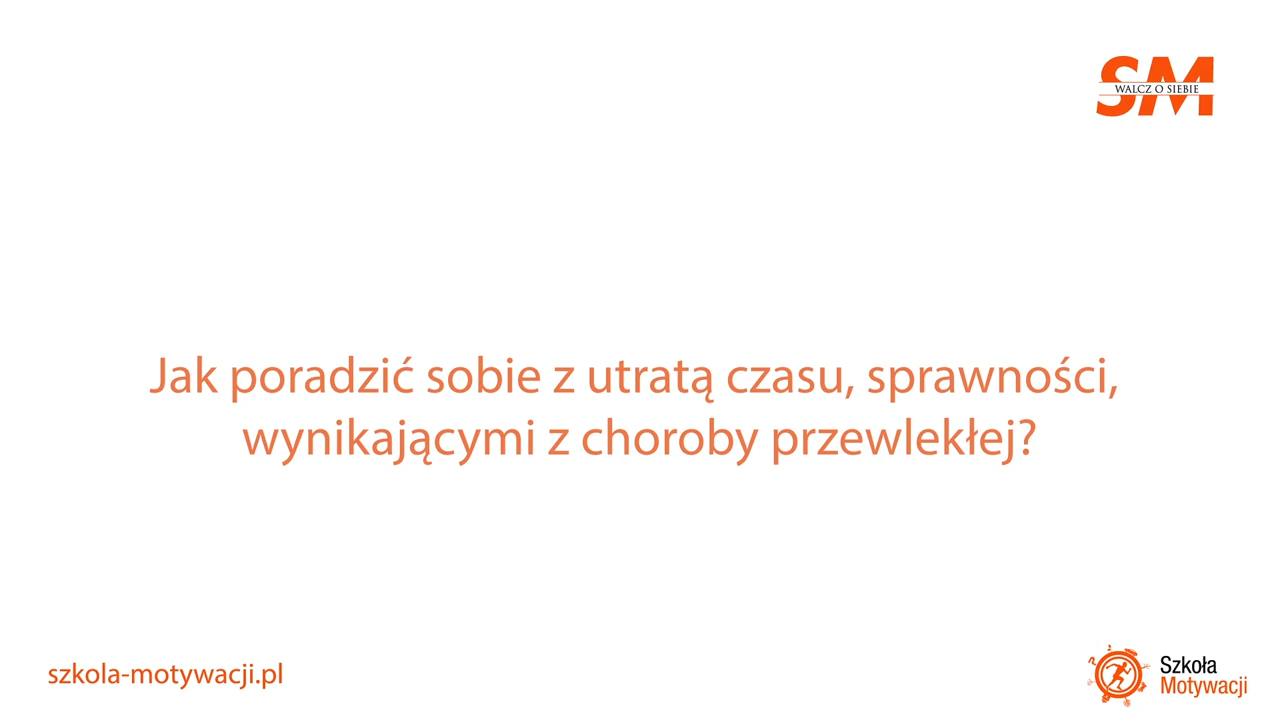 SM
WALCZ O SIEBIE
Jak poradzić sobie z utratą czasu, sprawności,
wynikającymi z choroby przewlekłej?
szkola-motywacji.pl
Szkoła
Motywacji